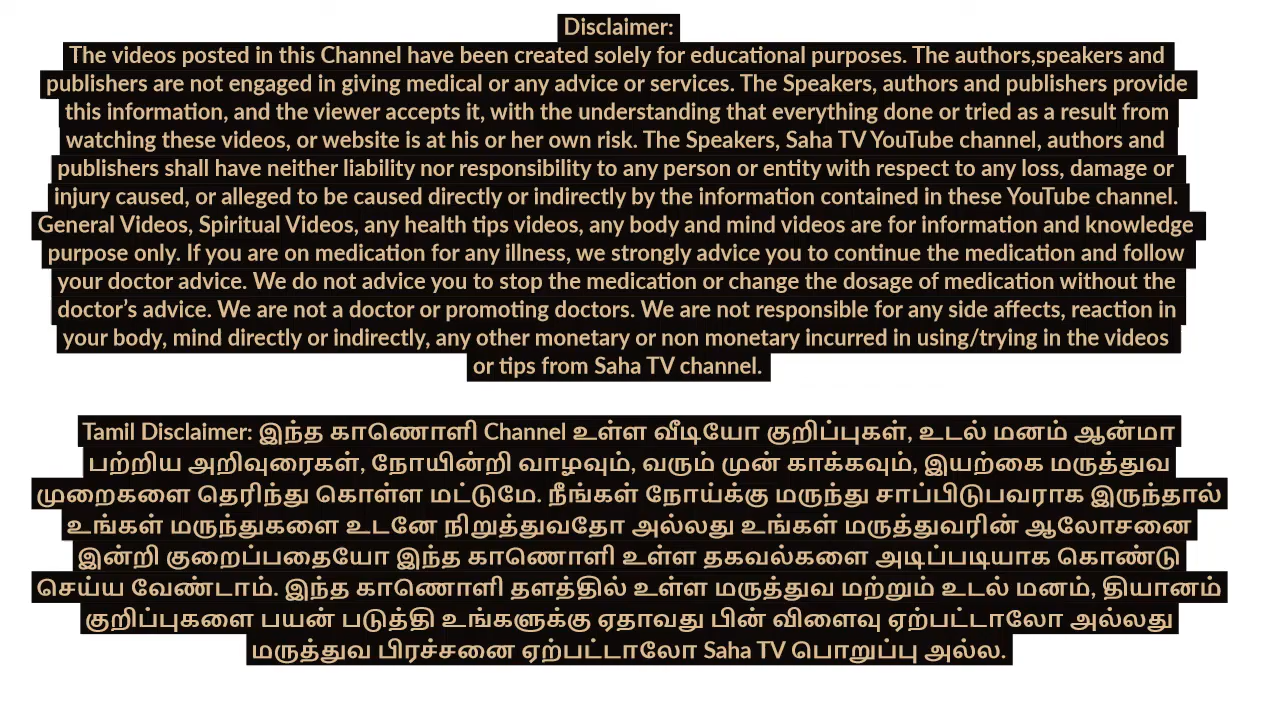 Disclaimer:
The videos posted in this Channel have been created solely for educational purposes. The authors,speakers and
publishers are not engaged in giving medical or any advice or services. The Speakers, authors and publishers provide
this information, and the viewer accepts it, with the understanding that everything done or tried as a result from
watching these videos, or website is at his or her own risk. The Speakers, Saha TV YouTube channel, authors and
publishers shall have neither liability nor responsibility to any person or entity with respect to any loss, damage or
injury caused, or alleged to be caused directly or indirectly by the information contained in these YouTube channel.
General Videos, Spiritual Videos, any health tips videos, any body and mind videos are for information and knowledge
purpose only. If you are on medication for any illness, we strongly advice you to continue the medication and follow
your doctor advice. We do not advice you to stop the medication or change the dosage of medication without the
doctor’s advice. We are not a doctor or promoting doctors. We are not responsible for any side affects, reaction in
your body, mind directly or indirectly, any other monetary or non monetary incurred in using/trying in the videos
or tips from Saha TV channel.
Tamil Disclaimer: இந்த காணொளி Channel உள்ள வீடியோ குறிப்புகள், உடல் மனம் ஆன்மா
பற்றிய அறிவுரைகள், நோயின்றி வாழவும், வரும் முன் காக்கவும், இயற்கை மருத்துவ
முறைகளை தெரிந்து கொள்ள மட்டுமே. நீங்கள் நோய்க்கு மருந்து சாப்பிடுபவராக இருந்தால்
உங்கள் மருந்துகளை உடனே நிறுத்துவதோ அல்லது உங்கள் மருத்துவரின் ஆலோசனை
இன்றி குறைப்பதையோ இந்த காணொளி உள்ள தகவல்களை அடிப்படியாக கொண்டு
செய்ய வேண்டாம். இந்த காணொளி தளத்தில் உள்ள மருத்துவ மற்றும் உடல் மனம், தியானம்
குறிப்புகளை பயன் படுத்தி உங்களுக்கு ஏதாவது பின் விளைவு ஏற்பட்டாலோ அல்லது
மருத்துவ பிரச்சனை ஏற்பட்டாலோ Saha TV பொறுப்பு அல்ல.